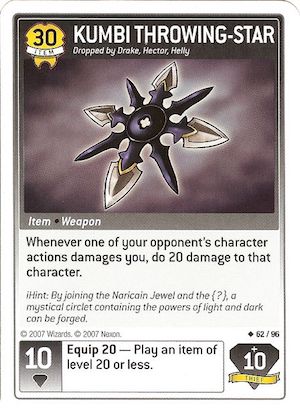 30
ITEM
KUMBI THROWING-STAR
Dropped by Drake, Hector, Helly
Item • Weapon
Whenever one of your opponent's character
actions damages you, do 20 damage to that
character.
iHint: By joining the Naricain Jewel and the {?}, a
mystical circlet containing the powers of light and dark
can be forged.
© 2007 Wizards. © 2007 Nexon.
◆ 62 / 96
10
Equip 20 — Play an item of
level 20 or less.
+
10
THIEF